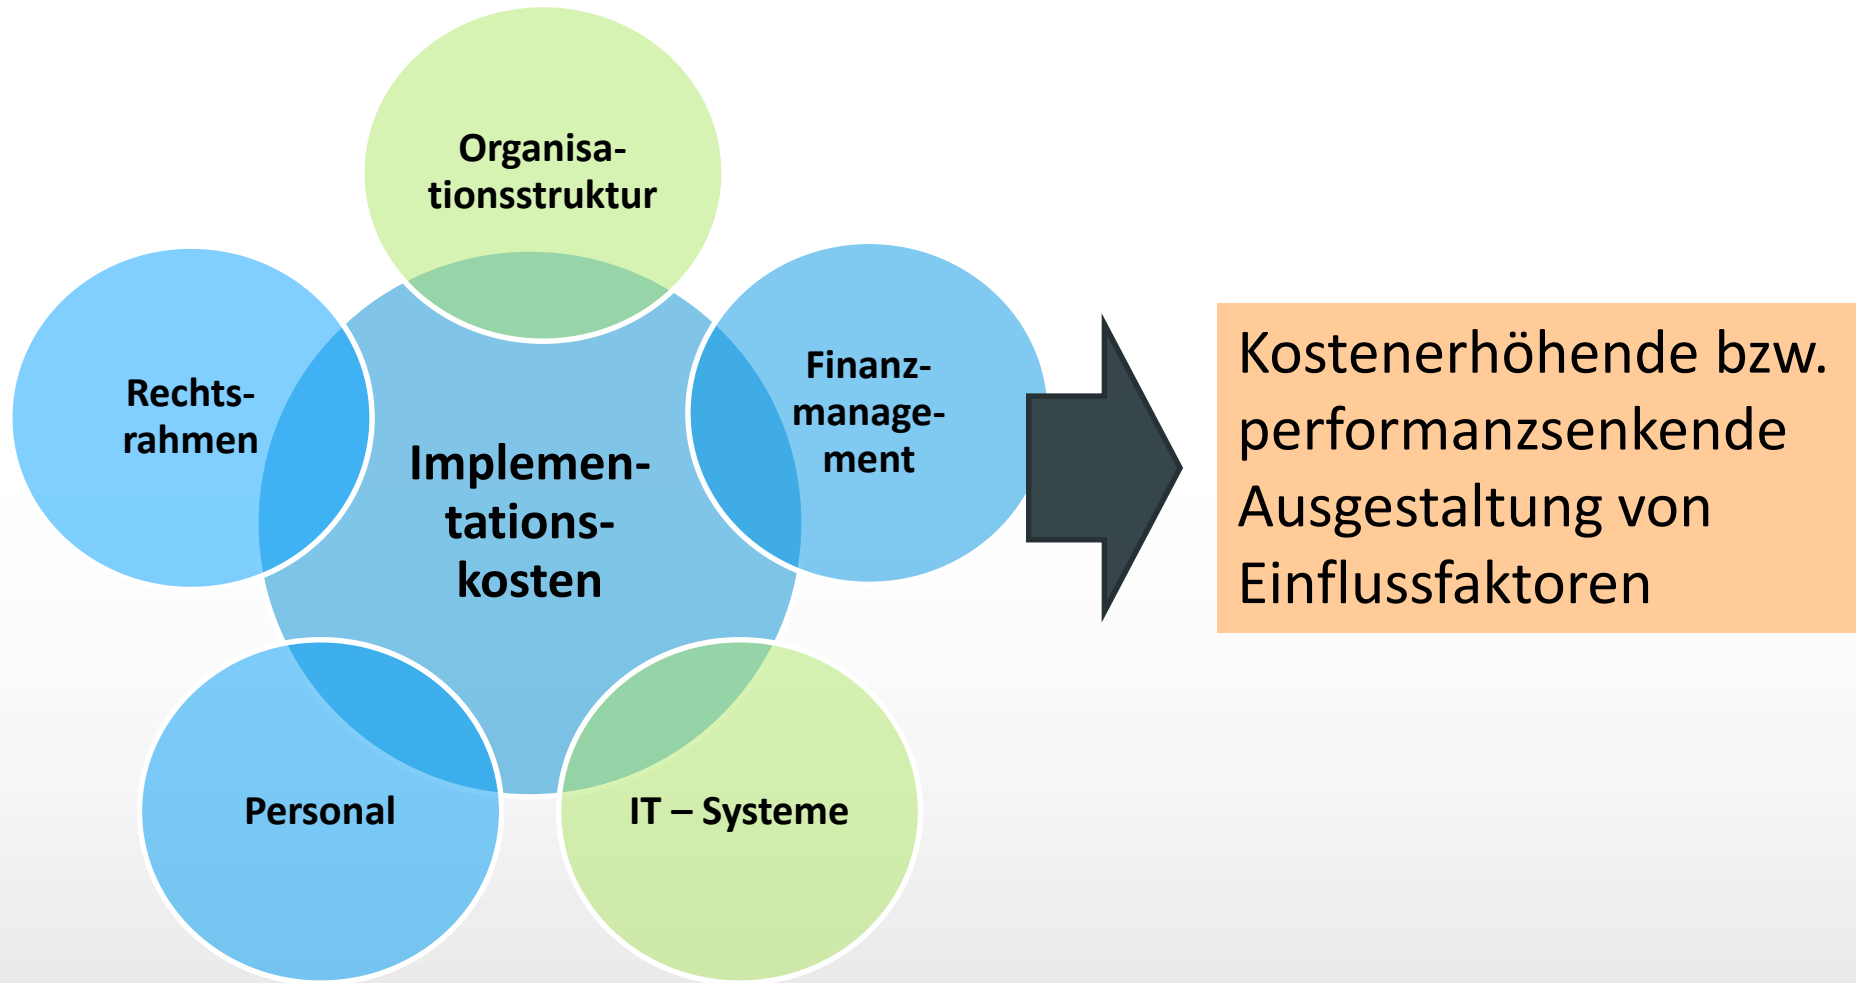 Organisa-
tionsstruktur
Rechts-
rahmen
Finanz-
manage-
ment
Implemen-
tations-
kosten
Personal
IT – Systeme
Kostenerhöhende bzw.
performanzsenkende
Ausgestaltung von
Einflussfaktoren